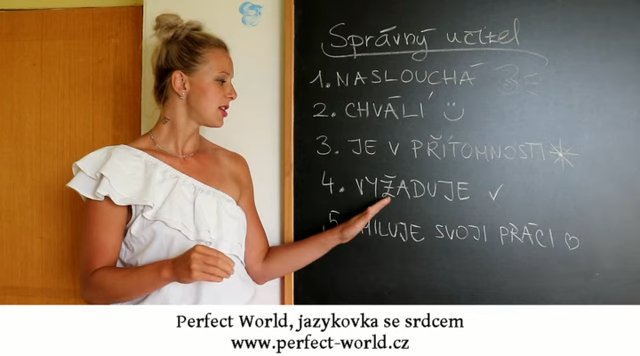 Správný učitel
1. NASLOUCHÁ
2. CHVÁLÍ
3. JE V PŘÍTOMNOSTI
4. VYŽADUJE ✓
5. MILUJE SVOJI PRÁCI ♡
Perfect World, jazykovka se srdcem
www.perfect-world.cz